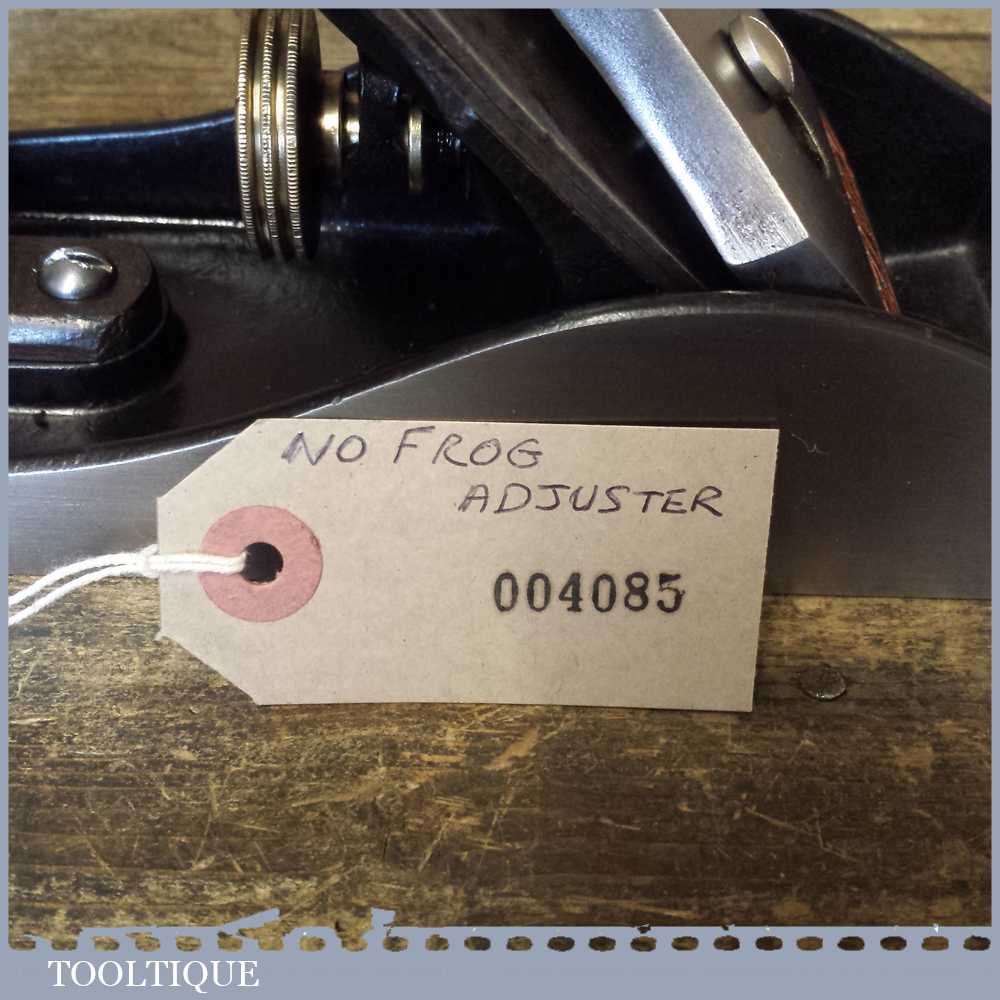 NO FROG
ADJUSTER
004085
TOOLTIQUE